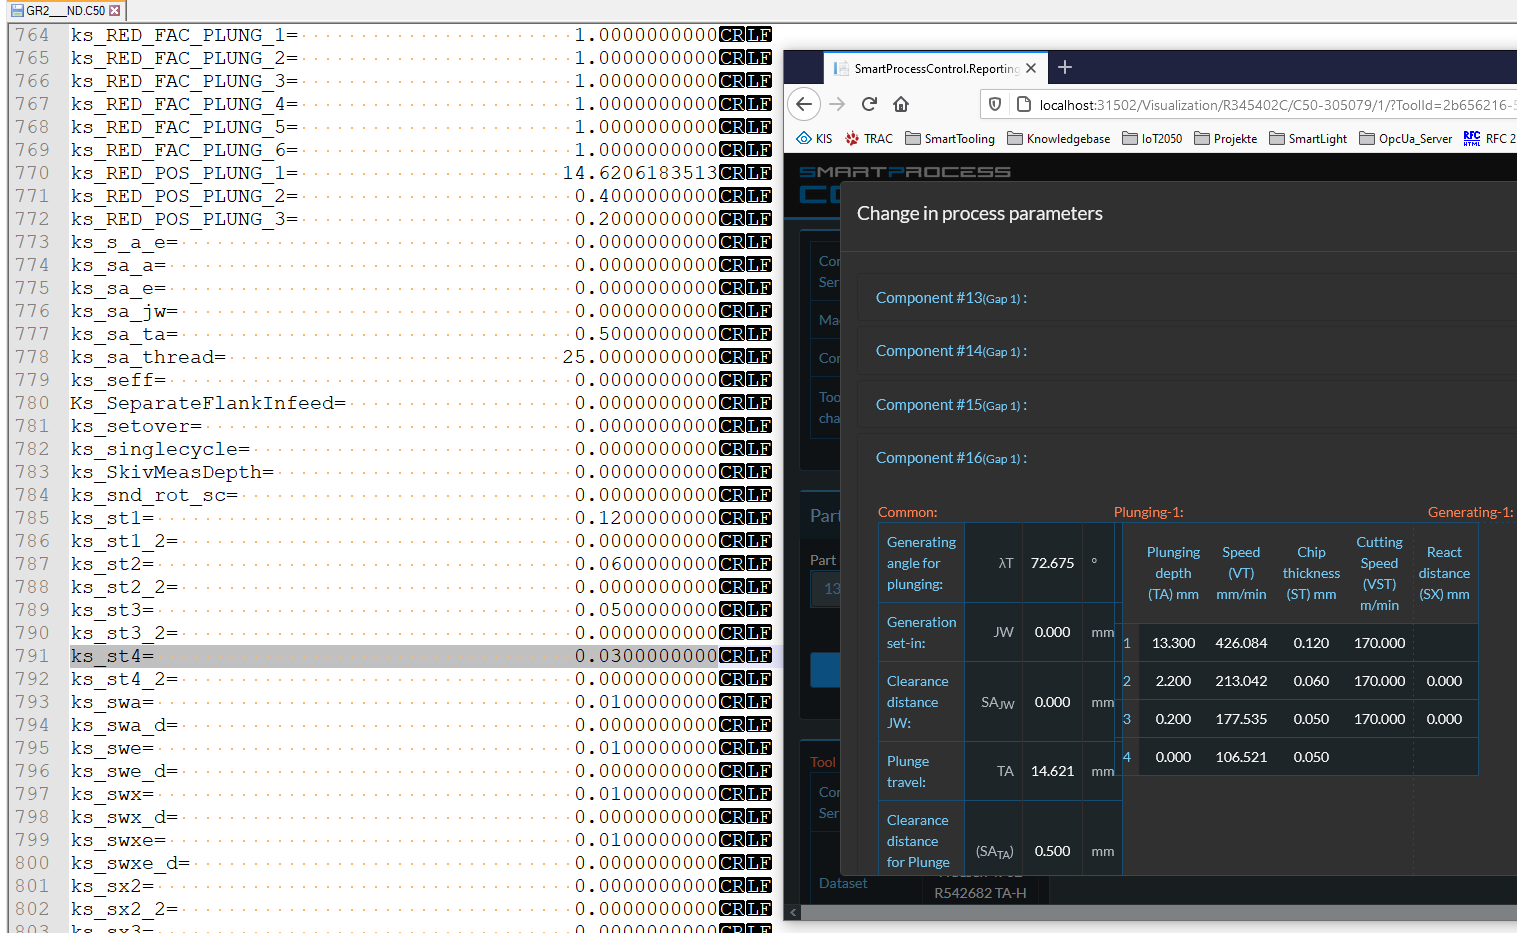 GR2___ND.C50
764 ks_RED_FAC_PLUNG_1= 1.0000000000CRLF
765 ks_RED_FAC_PLUNG_2= 1.0000000000CRLF
766 ks_RED_FAC_PLUNG_3= 1.0000000000CRLF
767 ks_RED_FAC_PLUNG_4= 1.0000000000CRLF
768 ks_RED_FAC_PLUNG_5= 1.0000000000CRLF
769 ks_RED_FAC_PLUNG_6= 1.0000000000CRLF
770 ks_RED_POS_PLUNG_1= 14.6206183513CRLF
771 ks_RED_POS_PLUNG_2= 0.4000000000CRLF
772 ks_RED_POS_PLUNG_3= 0.2000000000CRLF
773 ks_s_a_e= 0.0000000000CRLF
774 ks_sa_a= 0.0000000000CRLF
775 ks_sa_e= 0.0000000000CRLF
776 ks_sa_jw= 0.0000000000CRLF
777 ks_sa_ta= 0.5000000000CRLF
778 ks_sa_thread= 25.0000000000CRLF
779 ks_seff= 0.0000000000CRLF
780 Ks_SeparateFlankInfeed= 0.0000000000CRLF
781 ks_setover= 0.0000000000CRLF
782 ks_singlecycle= 0.0000000000CRLF
783 ks_SkivMeasDepth= 0.0000000000CRLF
784 ks_snd_rot_sc= 0.0000000000CRLF
785 ks_st1= 0.1200000000CRLF
786 ks_st1_2= 0.0000000000CRLF
787 ks_st2= 0.0600000000CRLF
788 ks_st2_2= 0.0000000000CRLF
789 ks_st3= 0.0500000000CRLF
790 ks_st3_2= 0.0000000000CRLF
791 ks_st4= 0.0300000000CRLF
792 ks_st4_2= 0.0000000000CRLF
793 ks_swa= 0.0100000000CRLF
794 ks_swa_d= 0.0000000000CRLF
795 ks_swe= 0.0100000000CRLF
796 ks_swe_d= 0.0000000000CRLF
797 ks_swx= 0.0100000000CRLF
798 ks_swx_d= 0.0000000000CRLF
799 ks_swxe= 0.0100000000CRLF
800 ks_swxe_d= 0.0000000000CRLF
801 ks_sx2= 0.0000000000CRLF
802 ks_sx2_2= 0.0000000000CRLF
803 ks_sx3= 0.0000000000CRLF
SmartProcessControl.Reporting
localhost:31502/Visualization/R345402C/C50-305079/1/?ToolId=2b656216-
KIS TRAC SmartTooling Knowledgebase IoT2050 Projekte SmartLight OpcUa_Server RFC HTML RFC 2
SMARTPROCESS
CO
Change in process parameters
Cor
Ser
Ma
Cor
Too
cha
Part
Part
13
Component #13(Gap 1) :
Component #14(Gap 1) :
Component #15(Gap 1) :
Component #16(Gap 1) :
Common:
Generating angle for plunging: λT 72.675 °
Generation set-in: JW 0.000 mm
Clearance distance JW: SAJW 0.000 mm
Plunge travel: TA 14.621 mm
Clearance distance for Plunge (SATA) 0.500 mm
Plunging-1:
Plunging depth (TA) mm Speed (VT) mm/min Chip thickness (ST) mm Cutting Speed (VST) m/min React distance (SX) mm
1 13.300 426.084 0.120 170.000
2 2.200 213.042 0.060 170.000 0.000
3 0.200 177.535 0.050 170.000 0.000
4 0.000 106.521 0.050
Generating-1:
Tool
Cor
Ser
Dataset
R542682 TA-H